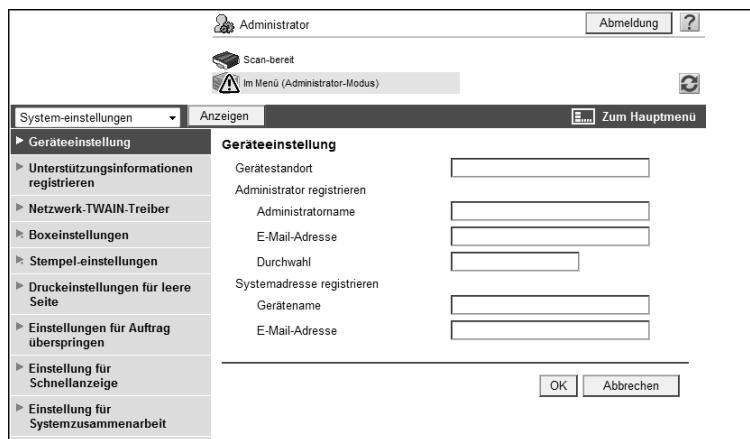 Administrator
Abmeldung
?
Scan-bereit
Im Menü (Administrator-Modus)
System-einstellungen
Anzeigen
Zum Hauptmenü
Geräteeinstellung
Unterstützungsinformationen
registrieren
Netzwerk-TWAIN-Treiber
Boxeinstellungen
Stempel-einstellungen
Druckeinstellungen für leere
Seite
Einstellungen für Auftrag
überspringen
Einstellung für
Schnellanzeige
Einstellung für
Systemzusammenarbeit
Geräteeinstellung
Gerätestandort
Administrator registrieren
Administratorname
E-Mail-Adresse
Durchwahl
Systemadresse registrieren
Gerätename
E-Mail-Adresse
OK
Abbrechen